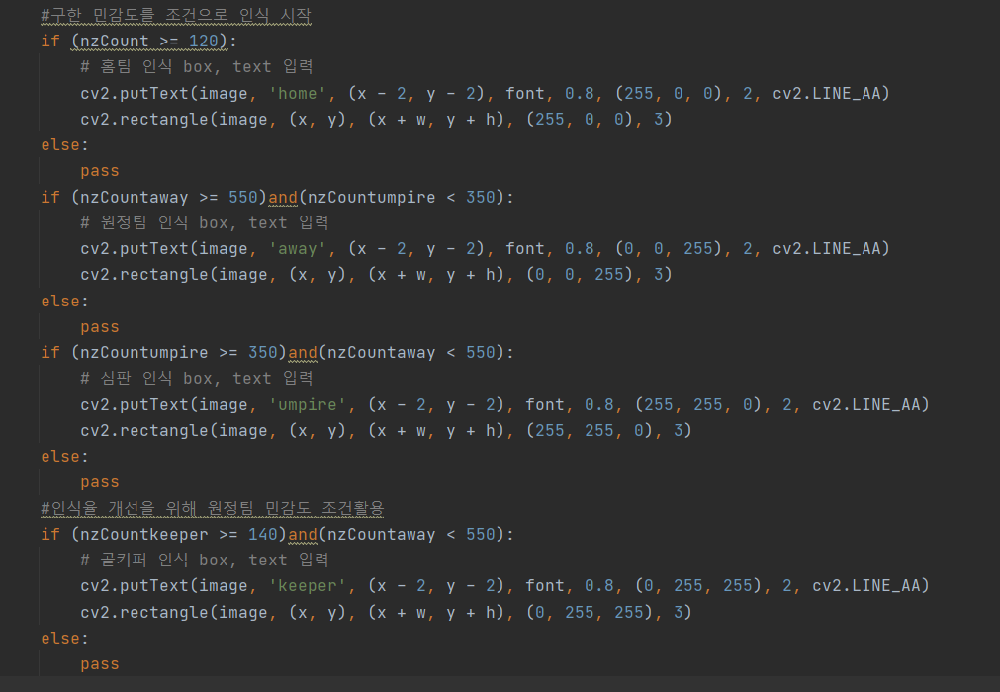 #구한 민감도를 조건으로 인식 시작
if (nzCount >= 120):
    # 홈팀 인식 box, text 입력
    cv2.putText(image, 'home', (x - 2, y - 2), font, 0.8, (255, 0, 0), 2, cv2.LINE_AA)
    cv2.rectangle(image, (x, y), (x + w, y + h), (255, 0, 0), 3)
else:
    pass
if (nzCountaway >= 550)and(nzCountumpire < 350):
    # 원정팀 인식 box, text 입력
    cv2.putText(image, 'away', (x - 2, y - 2), font, 0.8, (0, 0, 255), 2, cv2.LINE_AA)
    cv2.rectangle(image, (x, y), (x + w, y + h), (0, 0, 255), 3)
else:
    pass
if (nzCountumpire >= 350)and(nzCountaway < 550):
    # 심판 인식 box, text 입력
    cv2.putText(image, 'umpire', (x - 2, y - 2), font, 0.8, (255, 255, 0), 2, cv2.LINE_AA)
    cv2.rectangle(image, (x, y), (x + w, y + h), (255, 255, 0), 3)
else:
    pass
#인식율 개선을 위해 원정팀 민감도 조건활용
if (nzCountkeeper >= 140)and(nzCountaway < 550):
    # 골키퍼 인식 box, text 입력
    cv2.putText(image, 'keeper', (x - 2, y - 2), font, 0.8, (0, 255, 255), 2, cv2.LINE_AA)
    cv2.rectangle(image, (x, y), (x + w, y + h), (0, 255, 255), 3)
else:
    pass